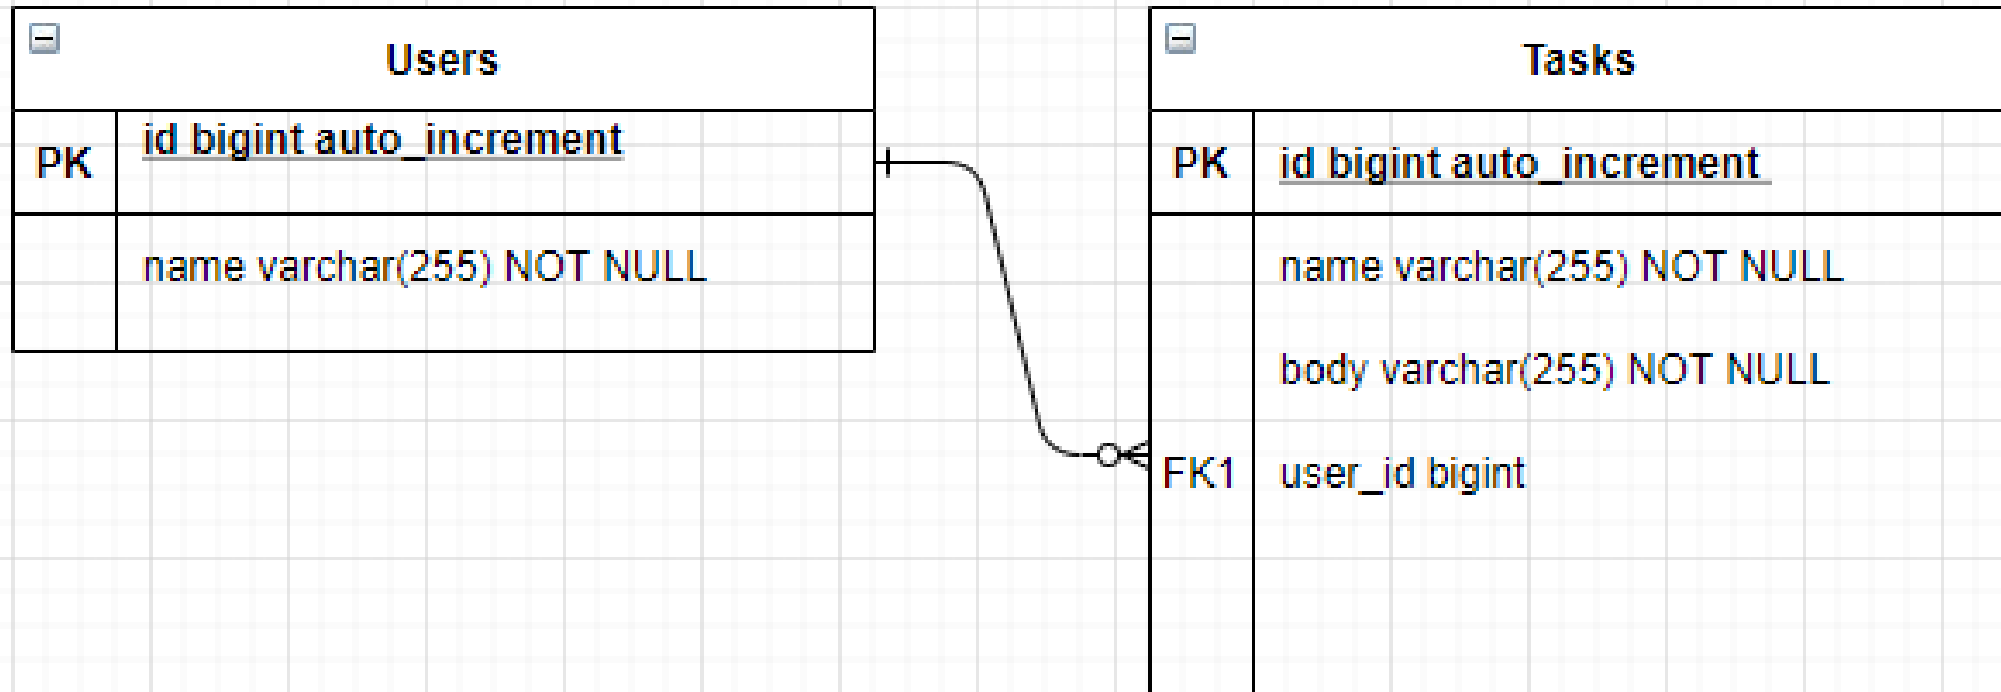 Users
PK id bigint auto_increment
name varchar(255) NOT NULL
Tasks
PK id bigint auto_increment
name varchar(255) NOT NULL
body varchar(255) NOT NULL
FK1 user_id bigint